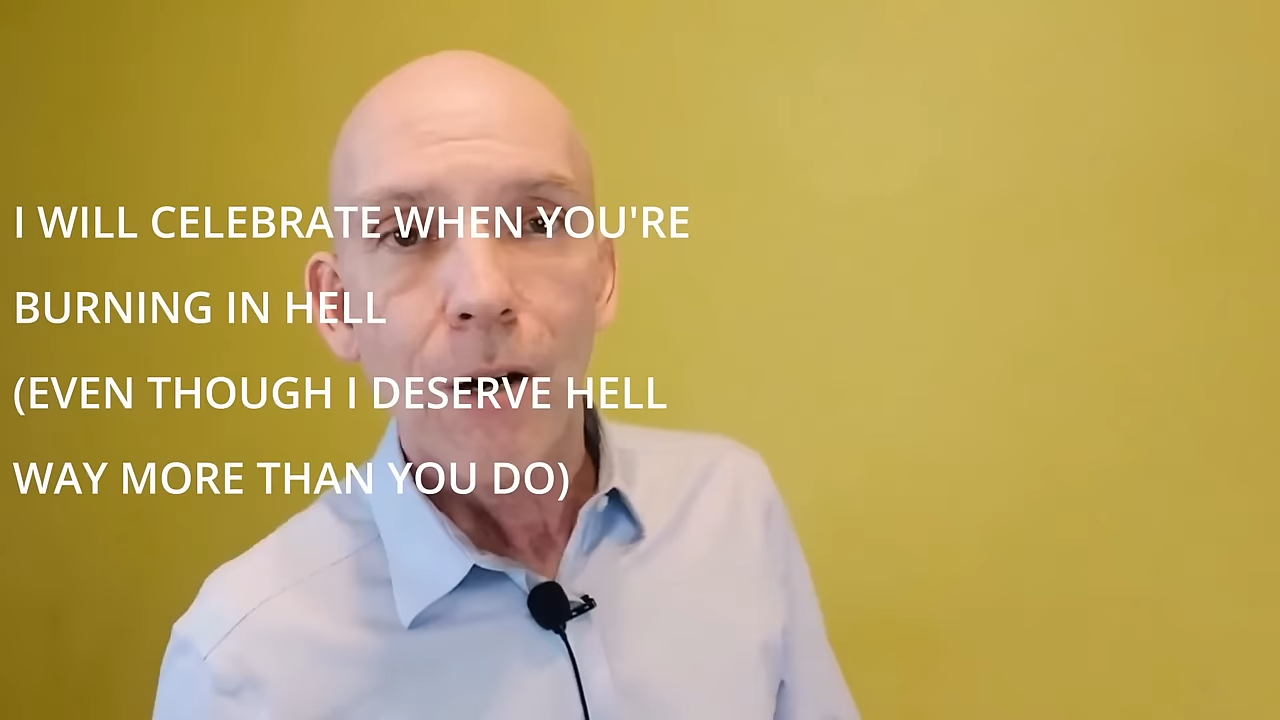 I WILL CELEBRATE WHEN YOU'RE
BURNING IN HELL
(EVEN THOUGH I DESERVE HELL
WAY MORE THAN YOU DO)